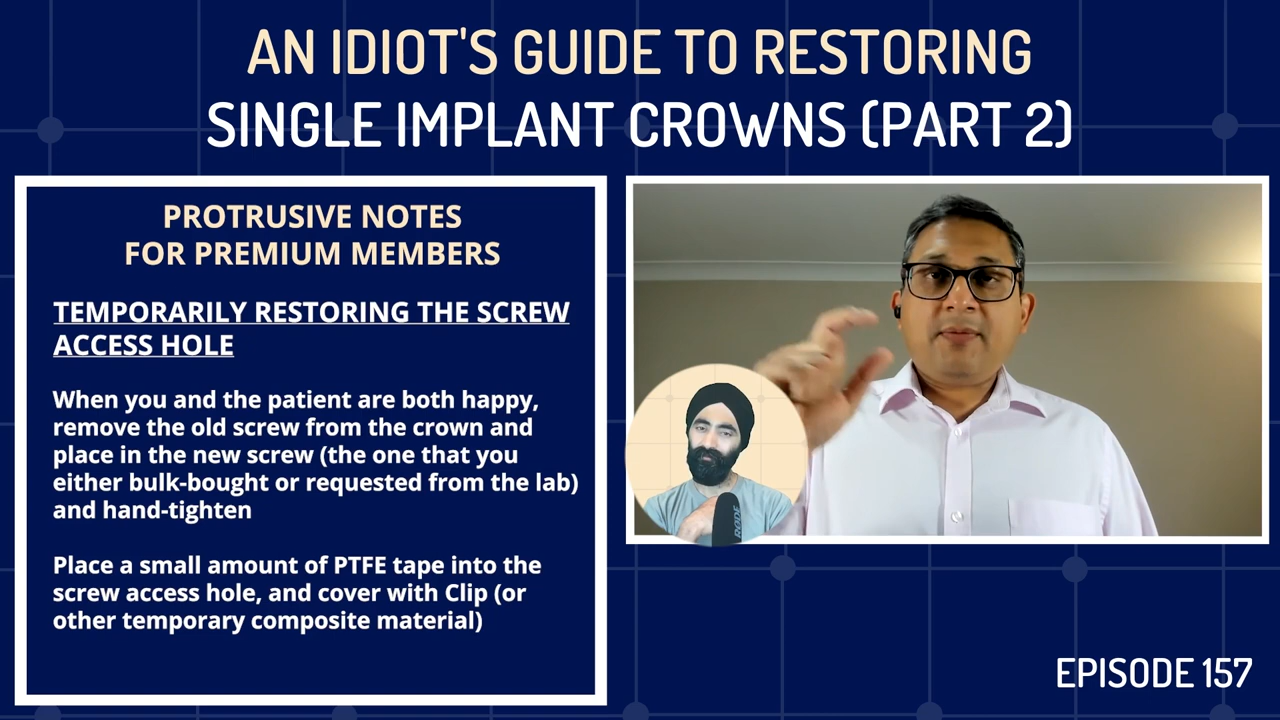 AN IDIOT'S GUIDE TO RESTORING
SINGLE IMPLANT CROWNS (PART 2)
PROTRUSIVE NOTES
FOR PREMIUM MEMBERS
TEMPORARILY RESTORING THE SCREW
ACCESS HOLE
When you and the patient are both happy,
remove the old screw from the crown and
place in the new screw (the one that you
either bulk-bought or requested from the lab)
and hand-tighten
Place a small amount of PTFE tape into the
screw access hole, and cover with Clip (or
other temporary composite material)
RODE
EPISODE 157